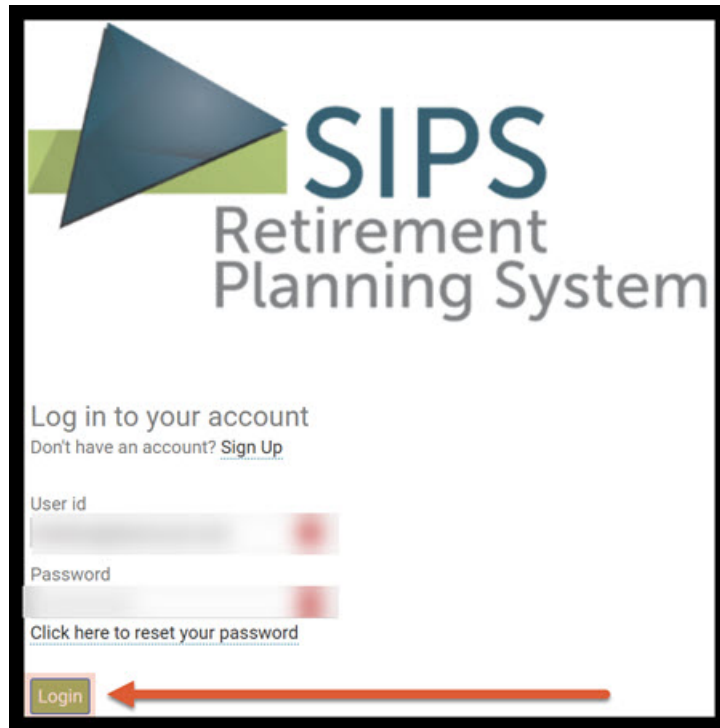 SIPS
Retirement
Planning System
Log in to your account
Don't have an account? Sign Up
User id
Password
Click here to reset your password
Login